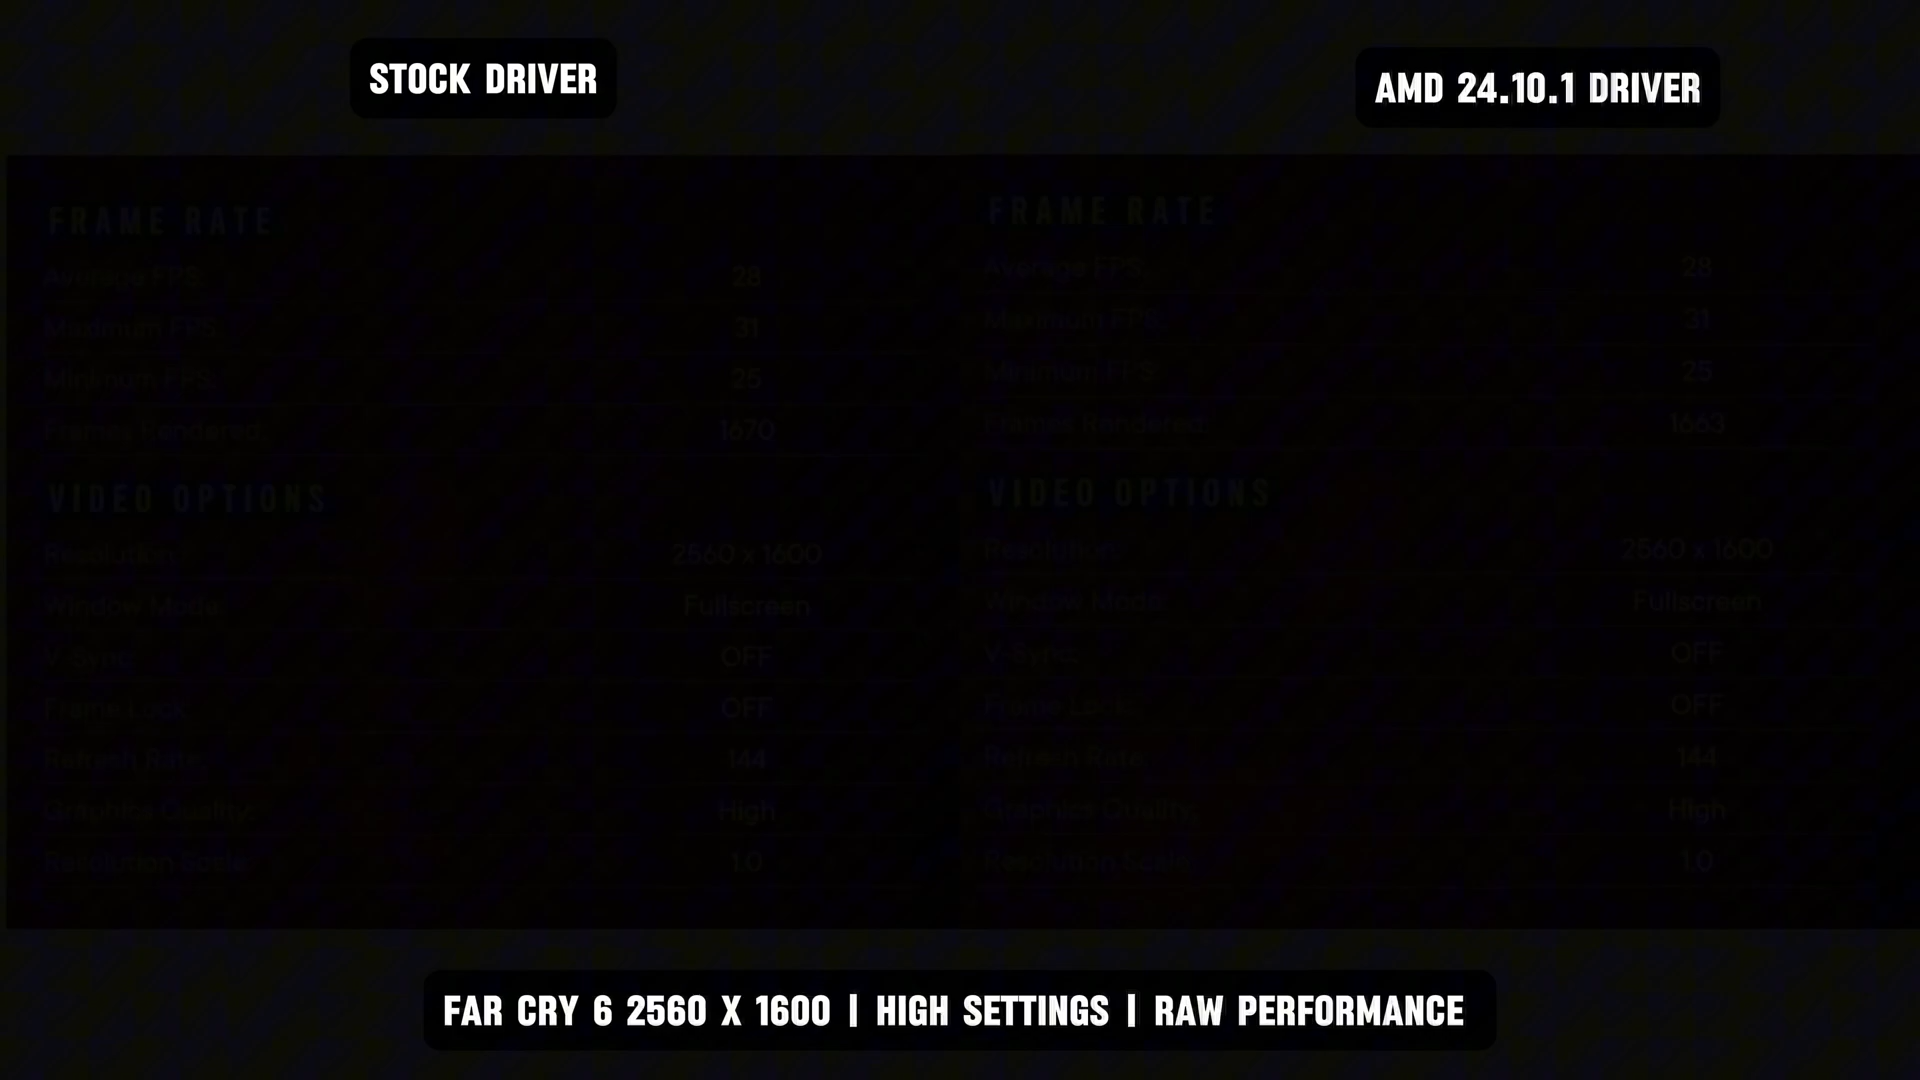 STOCK DRIVER
AMD 24.10.1 DRIVER
FRAME RATE
Average FPS: 28
Maximum FPS: 31
Minimum FPS: 25
Frames Rendered: 1670
VIDEO OPTIONS
Resolution: 2560 x 1600
Window Mode: Fullscreen
V-Sync: OFF
Frame Lock: OFF
Refresh Rate: 144
Graphics Quality: High
Resolution Scale: 1.0
FRAME RATE
Average FPS: 28
Maximum FPS: 31
Minimum FPS: 25
Frames Rendered: 1663
VIDEO OPTIONS
Resolution: 2560 x 1600
Window Mode: Fullscreen
V-Sync: OFF
Frame Lock: OFF
Refresh Rate: 144
Graphics Quality: High
Resolution Scale: 1.0
FAR CRY 6 2560 X 1600 | HIGH SETTINGS | RAW PERFORMANCE